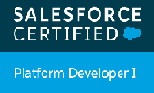 SALESFORCE
CERTIFIED
Platform Developer I